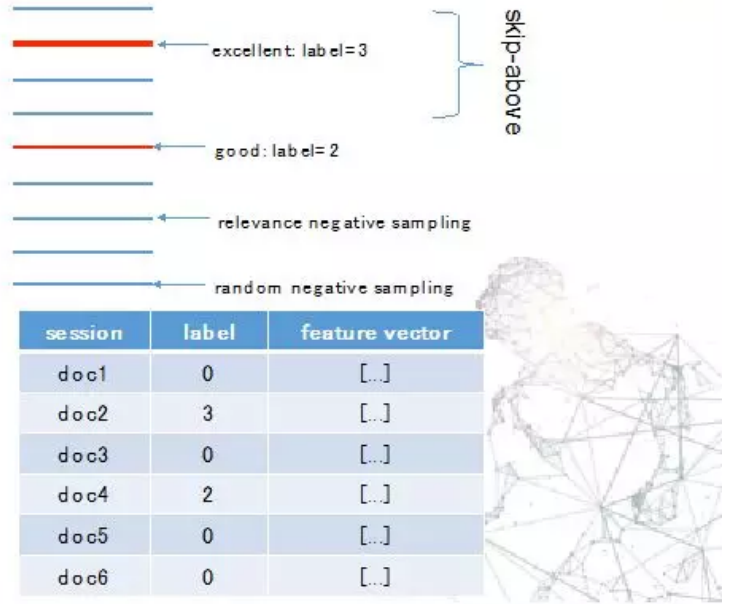 skip-above
excellent: label=3
good: label=2
relevance negative sampling
random negative sampling
session label feature vector
doc1 0 [...]
doc2 3 [...]
doc3 0 [...]
doc4 2 [...]
doc5 0 [...]
doc6 0 [...]